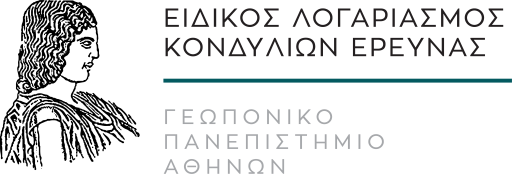 ΕΙΔΙΚΟΣ ΛΟΓΑΡΙΑΣΜΟΣ
ΚΟΝΔΥΛΙΩΝ ΕΡΕΥΝΑΣ
ΓΕΩΠΟΝΙΚΟ
ΠΑΝΕΠΙΣΤΗΜΙΟ
ΑΘΗΝΩΝ